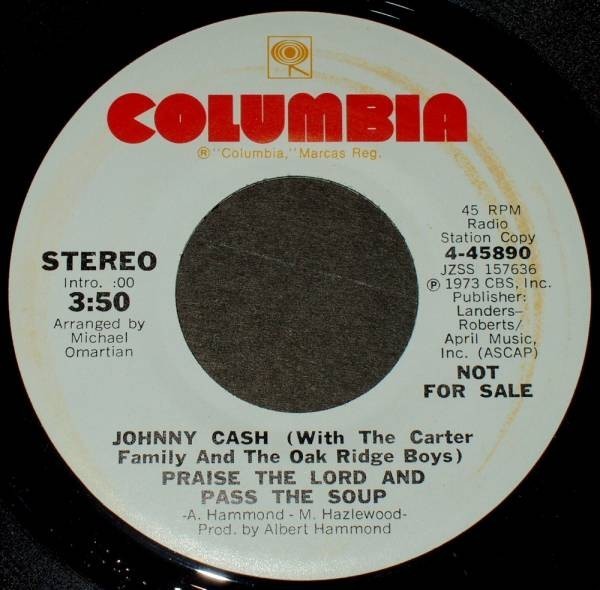 COLUMBIA
® "Columbia," Marcas Reg.
STEREO
Intro. :00
3:50
Arranged by
Michael
Omartian
45 RPM
Radio
Station Copy
4-45890
JZSS 157636
℗ 1973 CBS, Inc.
Publisher:
Landers–
Roberts/
April Music,
Inc. (ASCAP)
NOT
FOR SALE
JOHNNY CASH (With The Carter
Family And The Oak Ridge Boys)
PRAISE THE LORD AND
PASS THE SOUP
-A. Hammond - M. Hazlewood-
Prod. by Albert Hammond